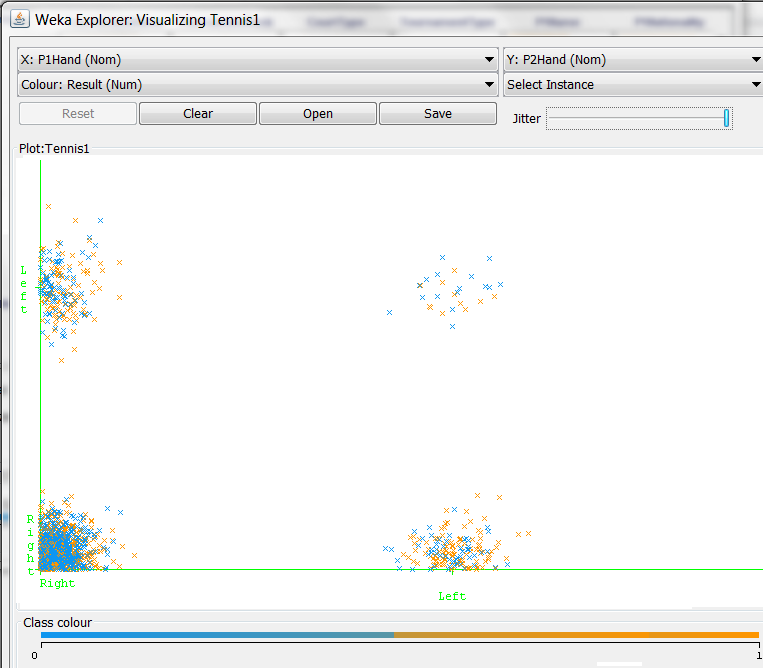 Weka Explorer: Visualizing Tennis1
X: P1Hand (Nom)
Y: P2Hand (Nom)
Colour: Result (Num)
Select Instance
Reset
Clear
Open
Save
Jitter
Plot:Tennis1
Left
Right
Right
Left
Class colour
0
1